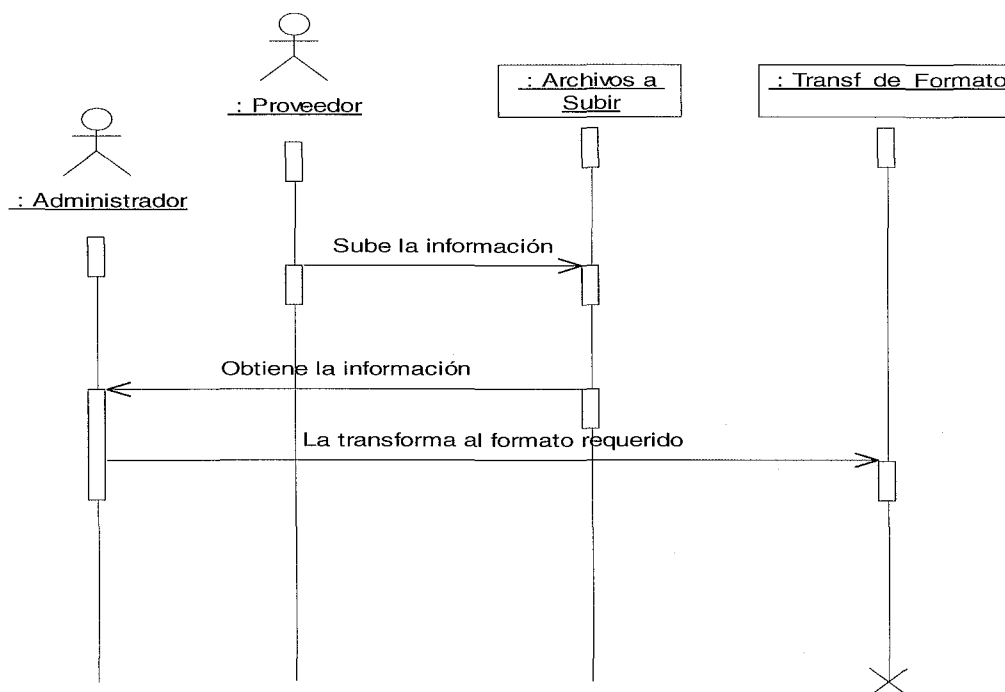 : Proveedor
: Archivos a
Subir
: Transf de Formato
: Administrador
Sube la información
Obtiene la información
La transforma al formato requerido